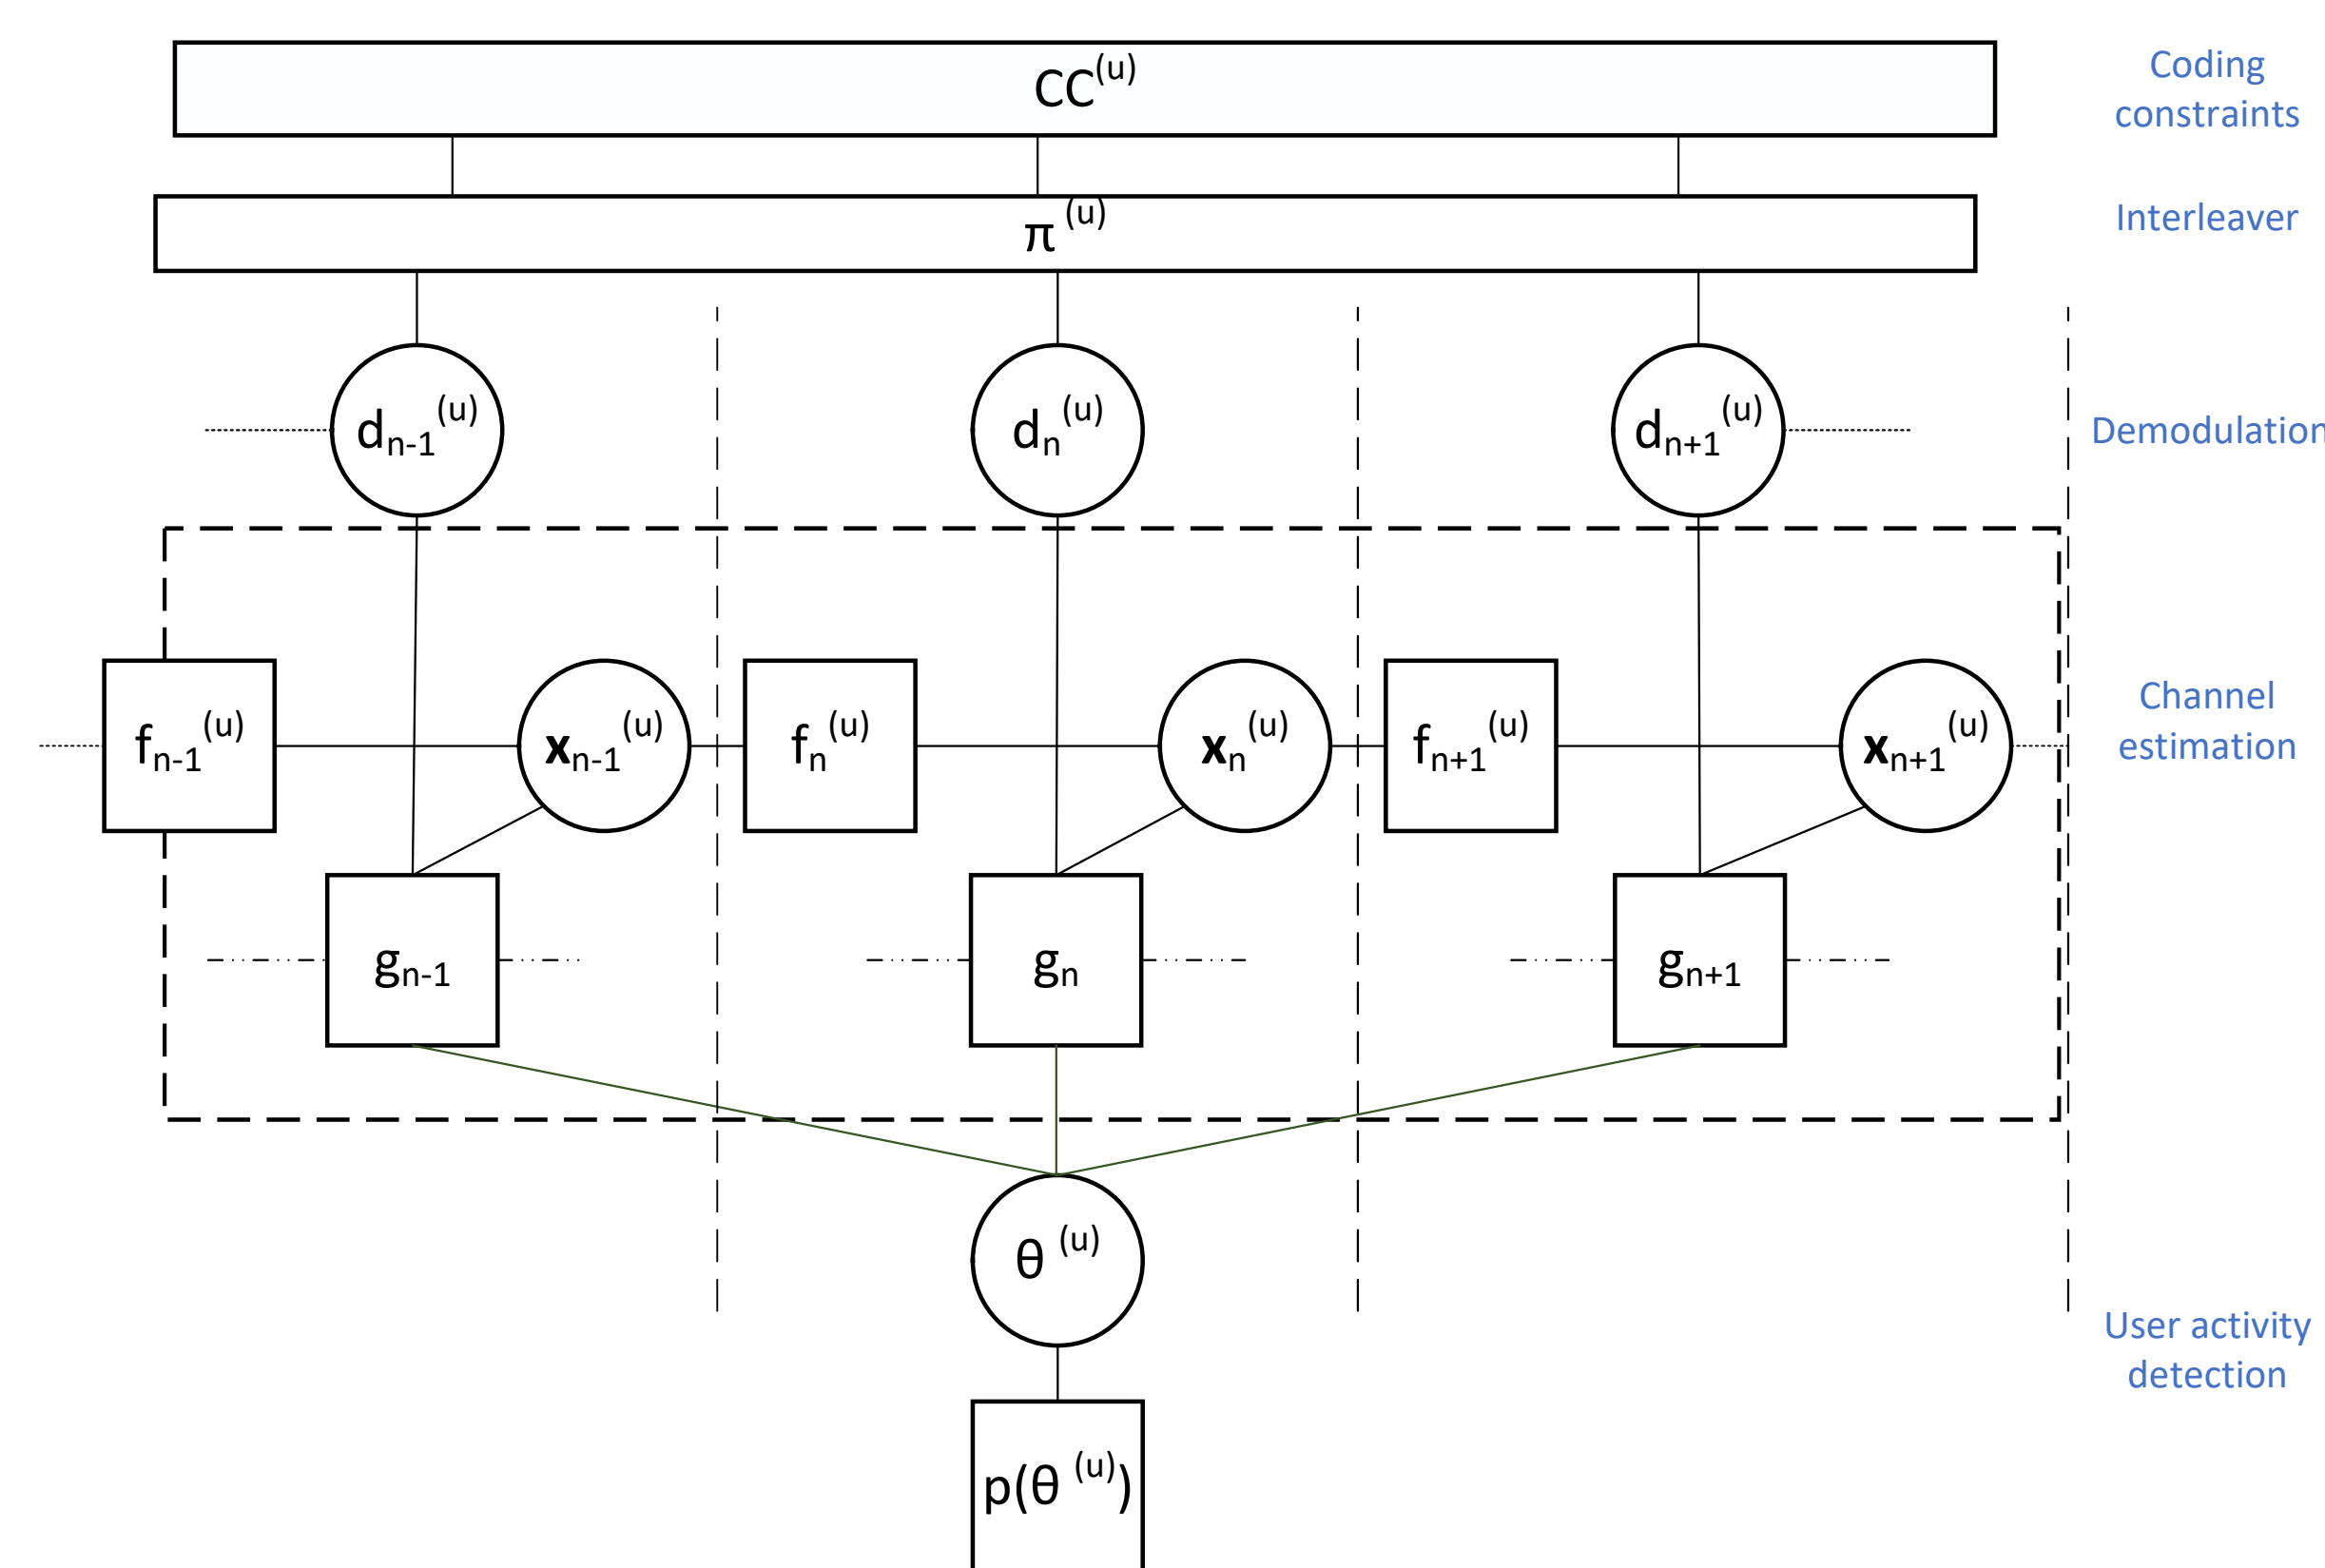 CC(u)
Coding
constraints
π (u)
Interleaver
dn-1(u)
dn(u)
dn+1(u)
Demodulation
fn-1(u)
xn-1(u)
fn(u)
xn(u)
fn+1(u)
xn+1(u)
Channel
estimation
gn-1
gn
gn+1
θ (u)
User activity
detection
p(θ (u))